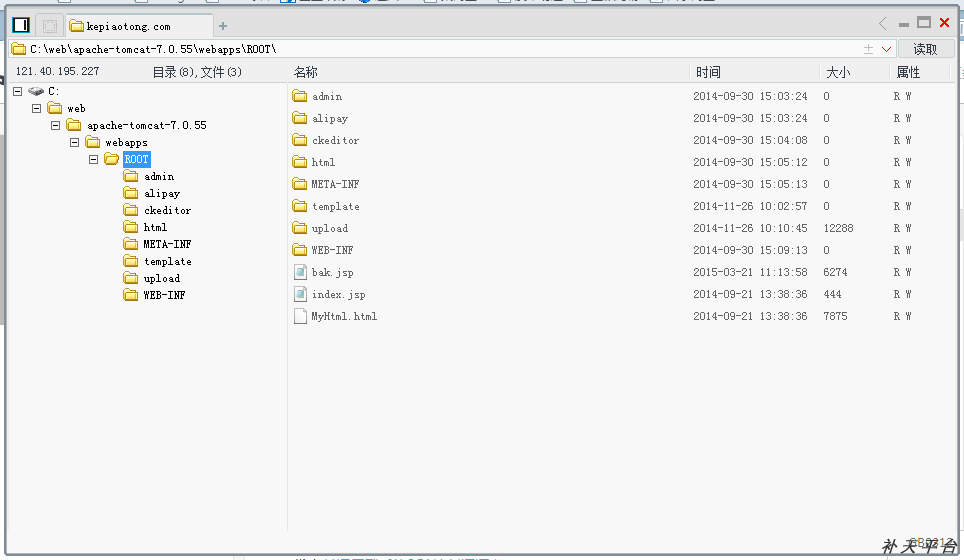 kepiaotong.com
C:\web\apache-tomcat-7.0.55\webapps\ROOT\ 读取
121.40.195.227 目录(8),文件(3) 名称 时间 大小 属性
C:
web
apache-tomcat-7.0.55
webapps
ROOT
admin
alipay
ckeditor
html
META-INF
template
upload
WEB-INF
admin 2014-09-30 15:03:24 0 R W
alipay 2014-09-30 15:03:24 0 R W
ckeditor 2014-09-30 15:04:08 0 R W
html 2014-09-30 15:05:12 0 R W
META-INF 2014-09-30 15:05:13 0 R W
template 2014-11-26 10:02:57 0 R W
upload 2014-11-26 10:10:45 12288 R W
WEB-INF 2014-09-30 15:09:13 0 R W
bak.jsp 2015-03-21 11:13:58 6274 R W
index.jsp 2014-09-21 13:38:36 444 R W
MyHtml.html 2014-09-21 13:38:36 7875 R W
GB2312
补天平台